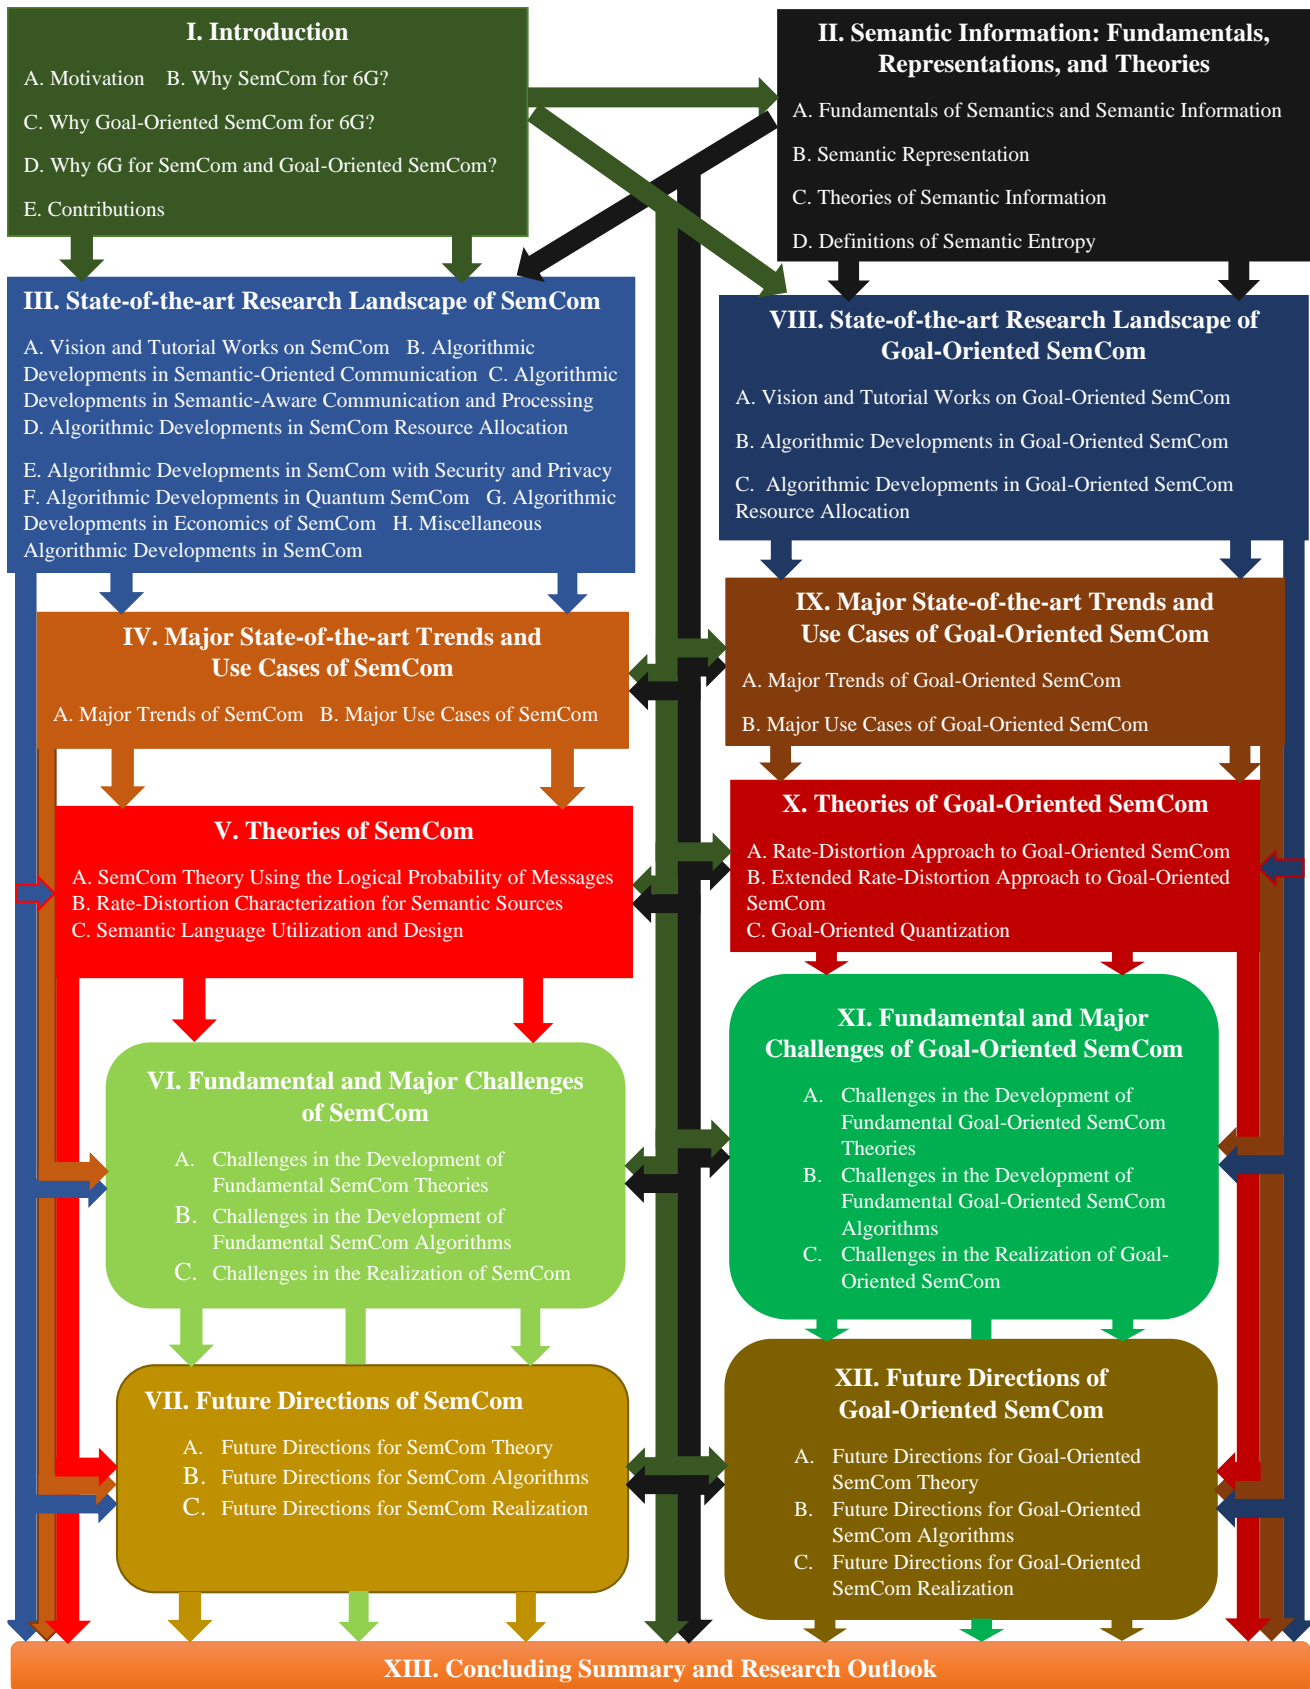 I. Introduction
A. Motivation B. Why SemCom for 6G?
C. Why Goal-Oriented SemCom for 6G?
D. Why 6G for SemCom and Goal-Oriented SemCom?
E. Contributions
II. Semantic Information: Fundamentals,
Representations, and Theories
A. Fundamentals of Semantics and Semantic Information
B. Semantic Representation
C. Theories of Semantic Information
D. Definitions of Semantic Entropy
III. State-of-the-art Research Landscape of SemCom
A. Vision and Tutorial Works on SemCom B. Algorithmic
Developments in Semantic-Oriented Communication C. Algorithmic
Developments in Semantic-Aware Communication and Processing
D. Algorithmic Developments in SemCom Resource Allocation
E. Algorithmic Developments in SemCom with Security and Privacy
F. Algorithmic Developments in Quantum SemCom G. Algorithmic
Developments in Economics of SemCom H. Miscellaneous
Algorithmic Developments in SemCom
VIII. State-of-the-art Research Landscape of
Goal-Oriented SemCom
A. Vision and Tutorial Works on Goal-Oriented SemCom
B. Algorithmic Developments in Goal-Oriented SemCom
C. Algorithmic Developments in Goal-Oriented SemCom
Resource Allocation
IV. Major State-of-the-art Trends and
Use Cases of SemCom
A. Major Trends of SemCom B. Major Use Cases of SemCom
IX. Major State-of-the-art Trends and
Use Cases of Goal-Oriented SemCom
A. Major Trends of Goal-Oriented SemCom
B. Major Use Cases of Goal-Oriented SemCom
V. Theories of SemCom
A. SemCom Theory Using the Logical Probability of Messages
B. Rate-Distortion Characterization for Semantic Sources
C. Semantic Language Utilization and Design
X. Theories of Goal-Oriented SemCom
A. Rate-Distortion Approach to Goal-Oriented SemCom
B. Extended Rate-Distortion Approach to Goal-Oriented
SemCom
C. Goal-Oriented Quantization
VI. Fundamental and Major Challenges
of SemCom
A. Challenges in the Development of
Fundamental SemCom Theories
B. Challenges in the Development of
Fundamental SemCom Algorithms
C. Challenges in the Realization of SemCom
XI. Fundamental and Major
Challenges of Goal-Oriented SemCom
A. Challenges in the Development of
Fundamental Goal-Oriented SemCom
Theories
B. Challenges in the Development of
Fundamental Goal-Oriented SemCom
Algorithms
C. Challenges in the Realization of Goal-
Oriented SemCom
VII. Future Directions of SemCom
A. Future Directions for SemCom Theory
B. Future Directions for SemCom Algorithms
C. Future Directions for SemCom Realization
XII. Future Directions of
Goal-Oriented SemCom
A. Future Directions for Goal-Oriented
SemCom Theory
B. Future Directions for Goal-Oriented
SemCom Algorithms
C. Future Directions for Goal-Oriented
SemCom Realization
XIII. Concluding Summary and Research Outlook